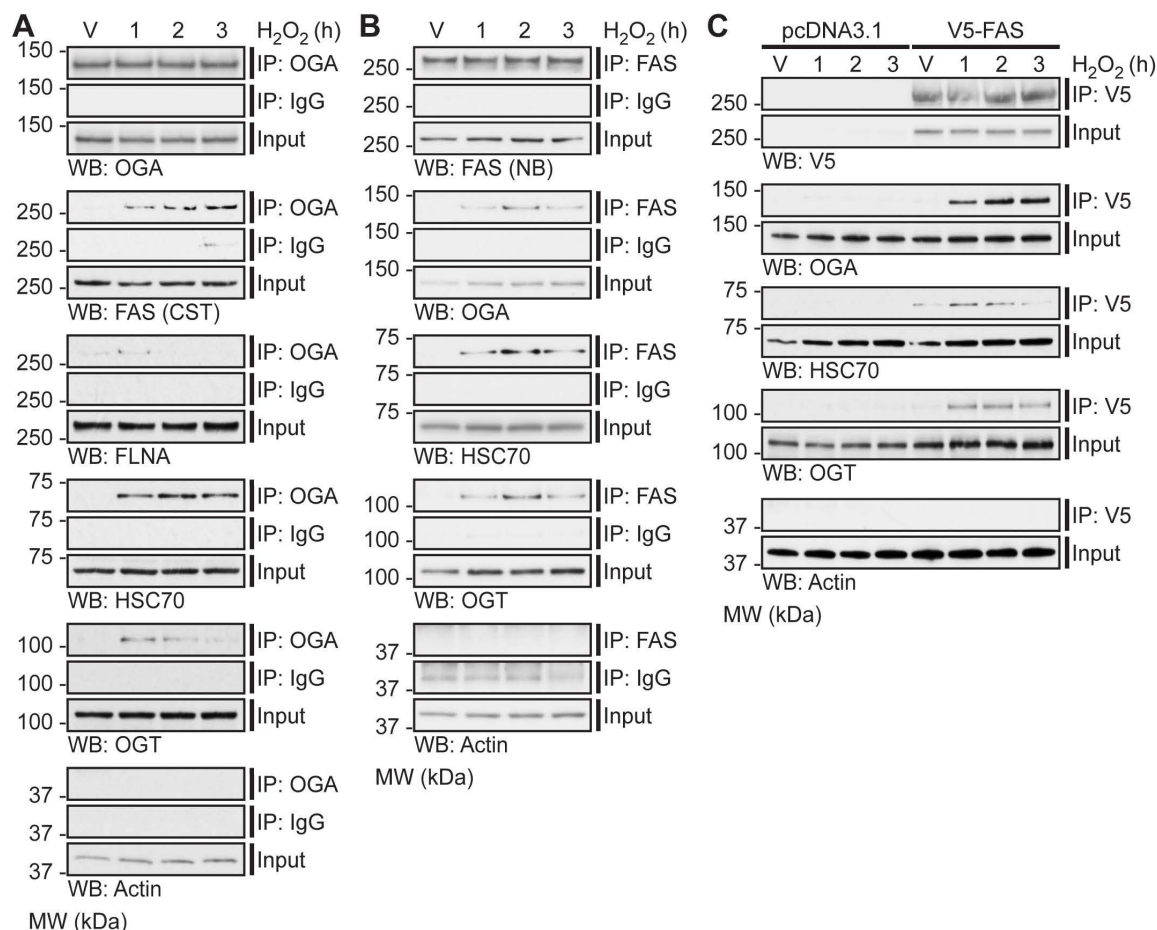 A
V 1 2 3 H₂O₂ (h)
150 - IP: OGA
150 - IP: IgG
150 - Input
WB: OGA
250 - IP: OGA
250 - IP: IgG
250 - Input
WB: FAS (CST)
250 - IP: OGA
250 - IP: IgG
250 - Input
WB: FLNA
75 - IP: OGA
75 - IP: IgG
75 - Input
WB: HSC70
100 - IP: OGA
100 - IP: IgG
100 - Input
WB: OGT
37 - IP: OGA
37 - IP: IgG
37 - Input
WB: Actin
MW (kDa)
B
V 1 2 3 H₂O₂ (h)
250 - IP: FAS
250 - IP: IgG
250 - Input
WB: FAS (NB)
150 - IP: FAS
150 - IP: IgG
150 - Input
WB: OGA
75 - IP: FAS
75 - IP: IgG
75 - Input
WB: HSC70
100 - IP: FAS
100 - IP: IgG
100 - Input
WB: OGT
37 - IP: FAS
37 - IP: IgG
37 - Input
WB: Actin
MW (kDa)
C
pcDNA3.1 V5-FAS
V 1 2 3 V 1 2 3 H₂O₂ (h)
250 - IP: V5
250 - Input
WB: V5
150 - IP: V5
150 - Input
WB: OGA
75 - IP: V5
75 - Input
WB: HSC70
100 - IP: V5
100 - Input
WB: OGT
37 - IP: V5
37 - Input
WB: Actin
MW (kDa)